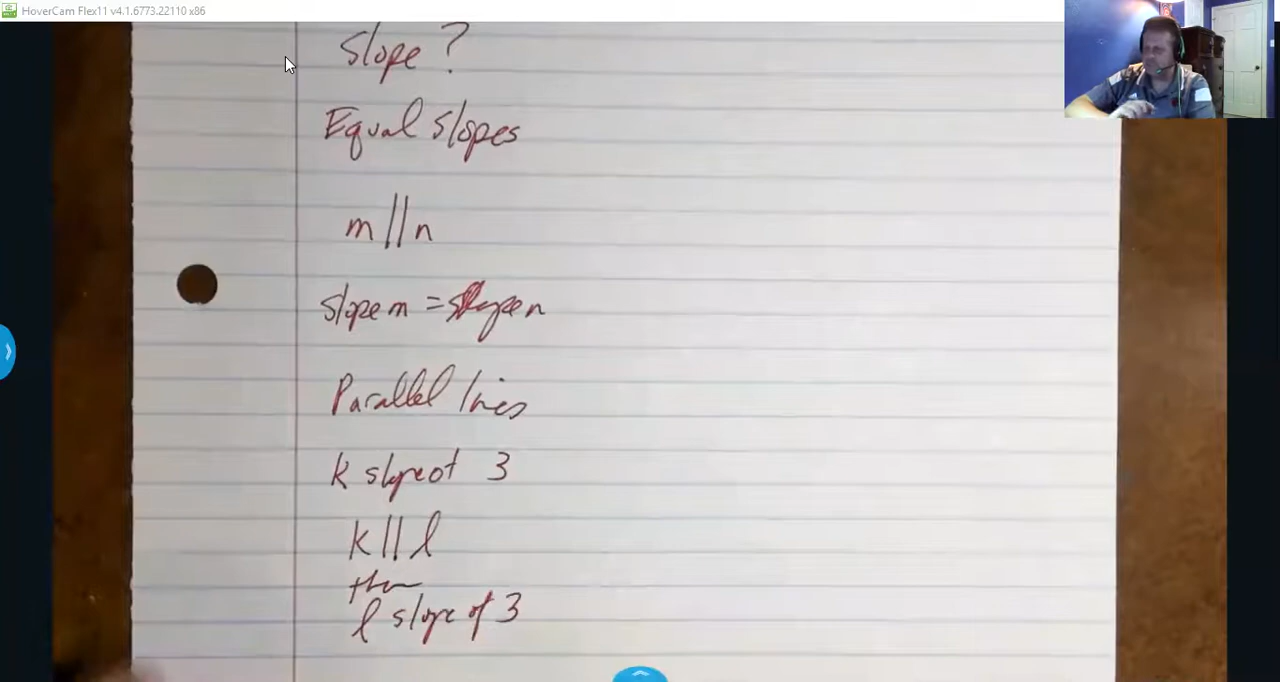 HoverCam Flex11 v4.1.6773.22110 x86
Slope?
Equal slopes
m || n
slope m = slope n
Parallel lines
k slope of 3
k || l
then
l slope of 3